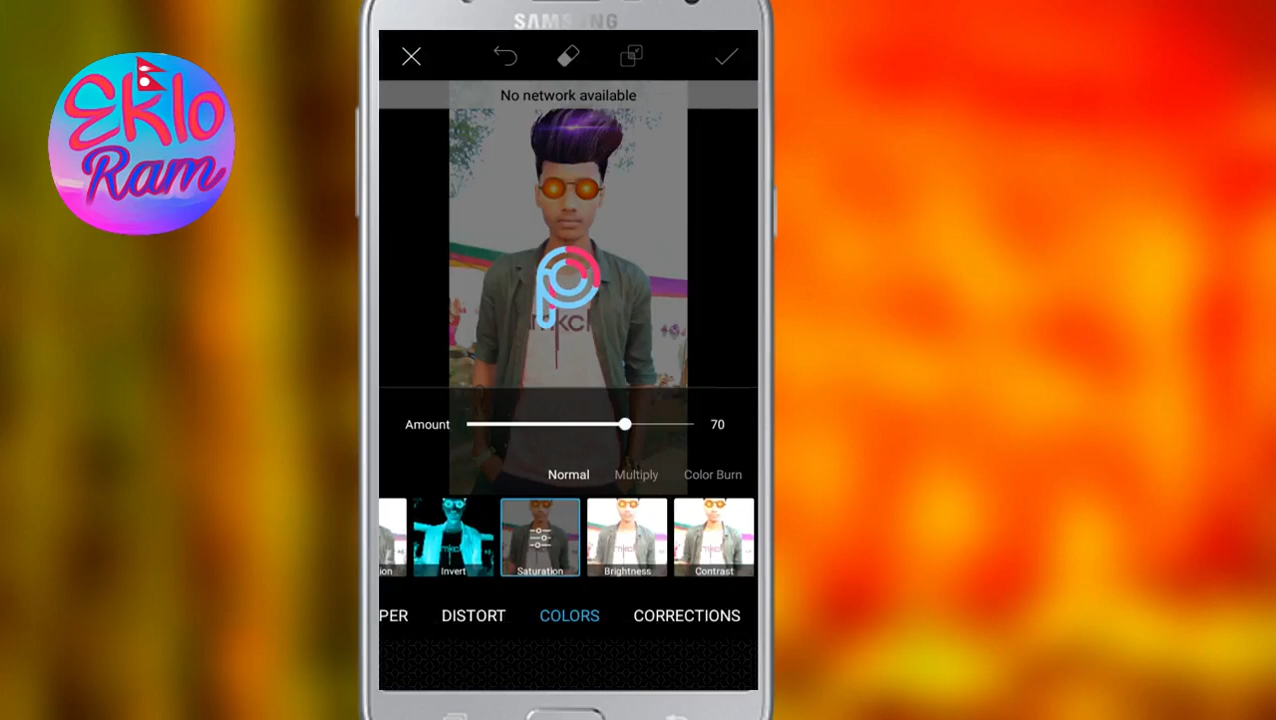 SAMSUNG
No network available
Eklo
Ram
Amount 70
Normal Multiply Color Burn
ion Invert Saturation Brightness Contrast
PER DISTORT COLORS CORRECTIONS